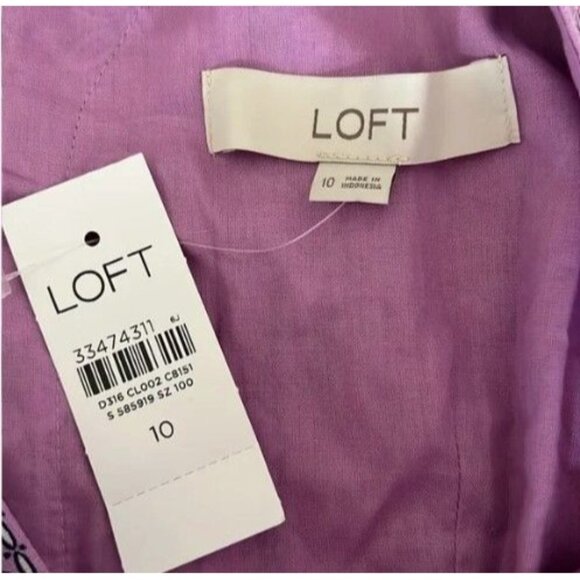 LOFT
10 MADE IN
INDONESIA
LOFT
33474311
D316 CL002 C8151
S 585919 SZ 100
10